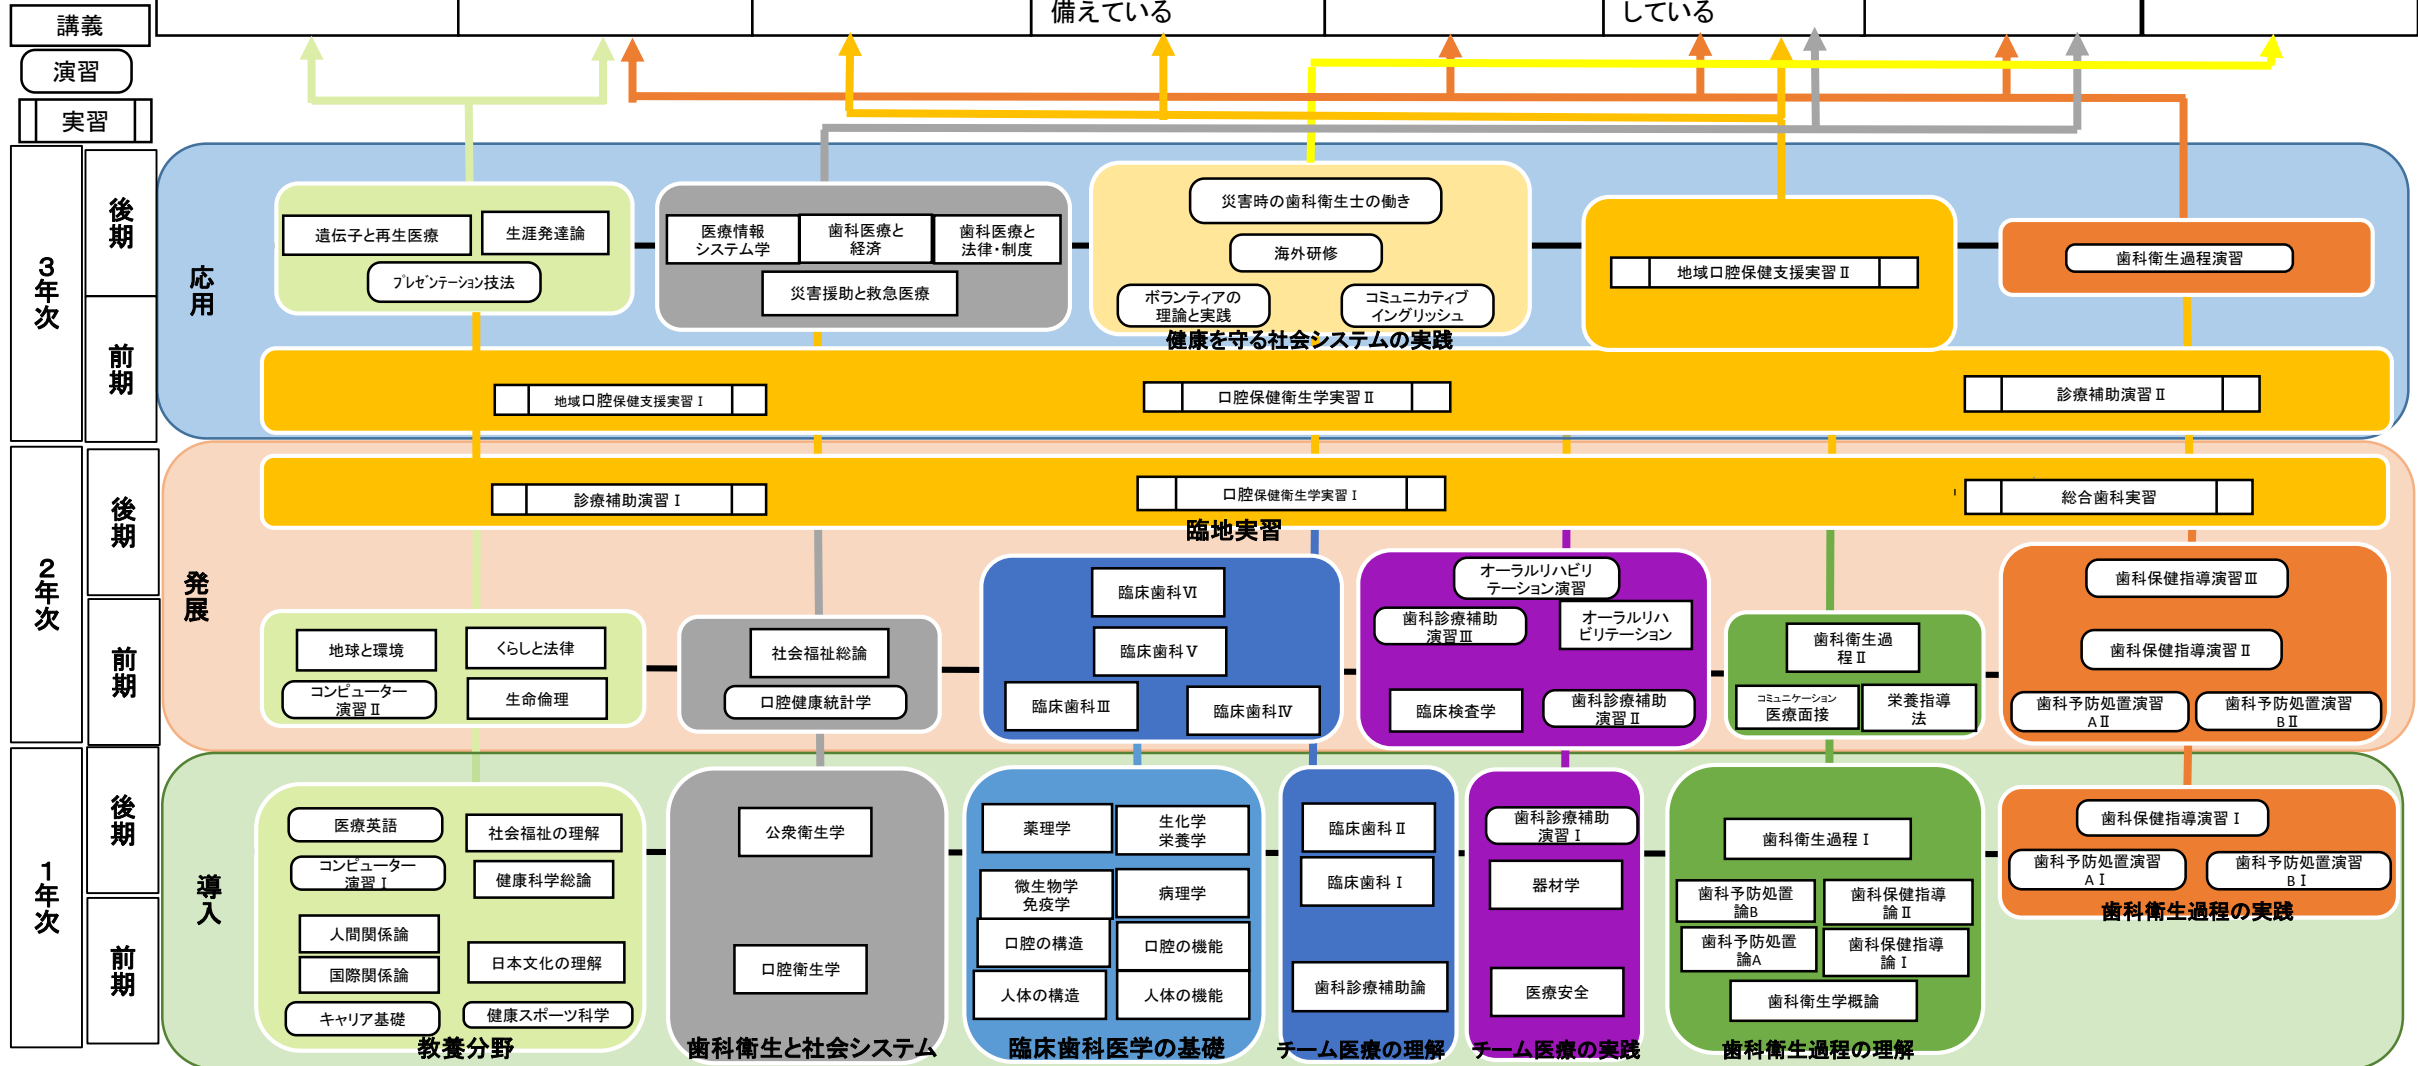 備えている
している
講義
演習
実習
3年次
後期
前期
応用
遺伝子と再生医療
生涯発達論
プレゼンテーション技法
医療情報
システム学
歯科医療と
経済
歯科医療と
法律・制度
災害援助と救急医療
災害時の歯科衛生士の働き
海外研修
ボランティアの
理論と実践
コミュニカティブ
イングリッシュ
健康を守る社会システムの実践
地域口腔保健支援実習Ⅱ
歯科衛生過程演習
地域口腔保健支援実習Ⅰ
口腔保健衛生学実習Ⅱ
診療補助演習Ⅱ
2年次
後期
前期
発展
診療補助演習Ⅰ
口腔保健衛生学実習Ⅰ
総合歯科実習
臨地実習
地球と環境
くらしと法律
コンピューター
演習Ⅱ
生命倫理
社会福祉総論
口腔健康統計学
臨床歯科Ⅵ
臨床歯科Ⅴ
臨床歯科Ⅲ
臨床歯科Ⅳ
オーラルリハビリ
テーション演習
歯科診療補助
演習Ⅲ
オーラルリハ
ビリテーション
臨床検査学
歯科診療補助
演習Ⅱ
歯科衛生過
程Ⅱ
コミュニケーション
医療面接
栄養指導
法
歯科保健指導演習Ⅲ
歯科保健指導演習Ⅱ
歯科予防処置演習
AⅡ
歯科予防処置演習
BⅡ
1年次
後期
前期
導入
医療英語
社会福祉の理解
コンピューター
演習Ⅰ
健康科学総論
人間関係論
国際関係論
日本文化の理解
キャリア基礎
健康スポーツ科学
教養分野
公衆衛生学
口腔衛生学
歯科衛生と社会システム
薬理学
生化学
栄養学
微生物学
免疫学
病理学
口腔の構造
口腔の機能
人体の構造
人体の機能
臨床歯科医学の基礎
臨床歯科Ⅱ
臨床歯科Ⅰ
歯科診療補助論
チーム医療の理解
歯科診療補助
演習Ⅰ
器材学
医療安全
チーム医療の実践
歯科衛生過程Ⅰ
歯科予防処置
論B
歯科保健指導
論Ⅱ
歯科予防処置
論A
歯科保健指導
論Ⅰ
歯科衛生学概論
歯科衛生過程の理解
歯科保健指導演習Ⅰ
歯科予防処置演習
AⅠ
歯科予防処置演習
BⅠ
歯科衛生過程の実践